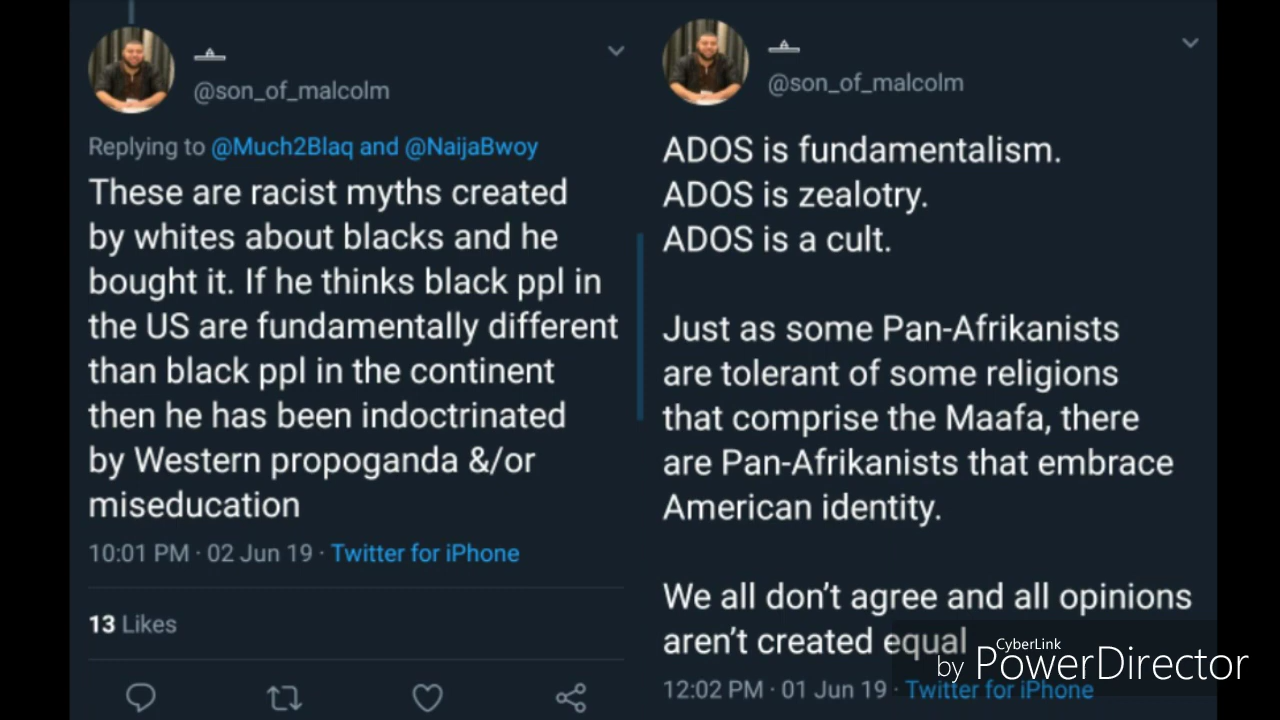 @son_of_malcolm
Replying to @Much2Blaq and @NaijaBwoy
These are racist myths created
by whites about blacks and he
bought it. If he thinks black ppl in
the US are fundamentally different
than black ppl in the continent
then he has been indoctrinated
by Western propoganda &/or
miseducation
10:01 PM · 02 Jun 19 · Twitter for iPhone
13 Likes
@son_of_malcolm
ADOS is fundamentalism.
ADOS is zealotry.
ADOS is a cult.
Just as some Pan-Afrikanists
are tolerant of some religions
that comprise the Maafa, there
are Pan-Afrikanists that embrace
American identity.
We all don’t agree and all opinions
aren’t created equal
12:02 PM · 01 Jun 19 · Twitter for iPhone
CyberLink
by PowerDirector